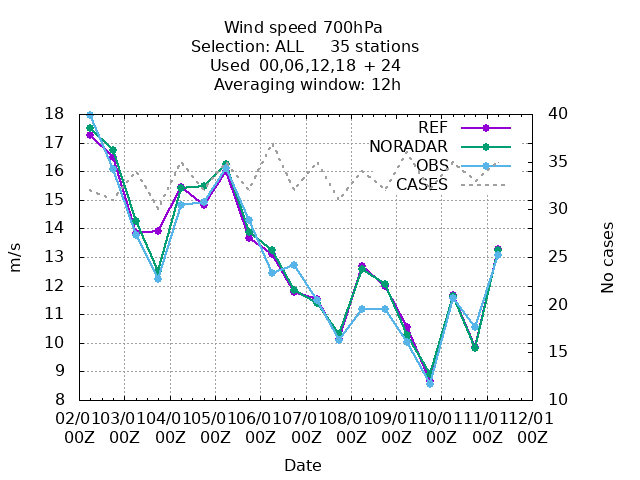 Wind speed 700hPa
Selection: ALL 35 stations
Used 00,06,12,18 + 24
Averaging window: 12h
18 40
17
16 35
15
14 30
13 25
12
11 20
10
9 15
8 10
REF
NORADAR
OBS
CASES
m/s
No cases
02/01 03/01 04/01 05/01 06/01 07/01 08/01 09/01 10/01 11/01 12/01
00Z 00Z 00Z 00Z 00Z 00Z 00Z 00Z 00Z 00Z 00Z
Date